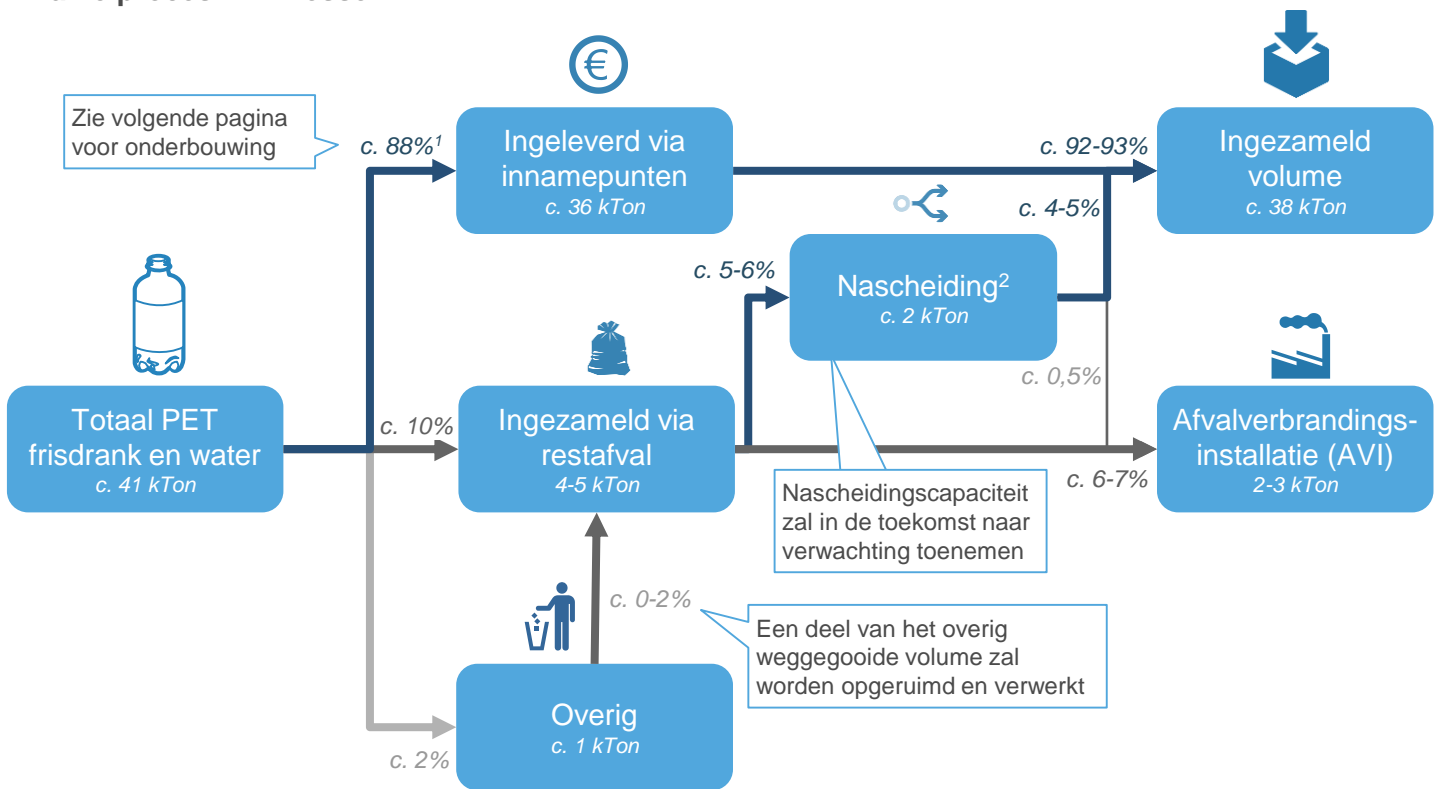 Zie volgende pagina
voor onderbouwing
c. 88%¹
€
Ingeleverd via
innamepunten
c. 36 kTon
c. 92-93%
Ingezameld
volume
c. 38 kTon
c. 4-5%
c. 5-6%
Nascheiding²
c. 2 kTon
c. 0,5%
Totaal PET
frisdrank en water
c. 41 kTon
c. 10%
Ingezameld via
restafval
4-5 kTon
Afvalverbrandings-
installatie (AVI)
2-3 kTon
c. 6-7%
Nascheidingscapaciteit
zal in de toekomst naar
verwachting toenemen
c. 0-2%
Een deel van het overig
weggegooide volume zal
worden opgeruimd en verwerkt
Overig
c. 1 kTon
c. 2%